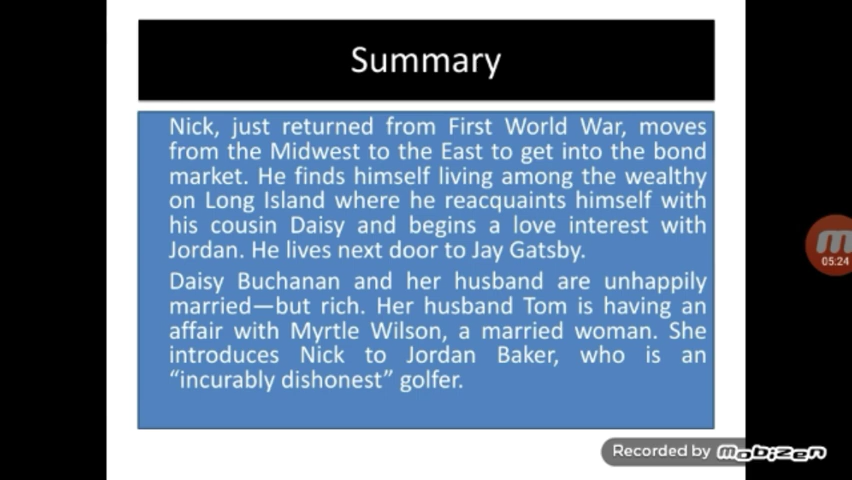 Summary
Nick, just returned from First World War, moves
from the Midwest to the East to get into the bond
market. He finds himself living among the wealthy
on Long Island where he reacquaints himself with
his cousin Daisy and begins a love interest with
Jordan. He lives next door to Jay Gatsby.
Daisy Buchanan and her husband are unhappily
married—but rich. Her husband Tom is having an
affair with Myrtle Wilson, a married woman. She
introduces Nick to Jordan Baker, who is an
“incurably dishonest” golfer.
05:24
Recorded by mobizen